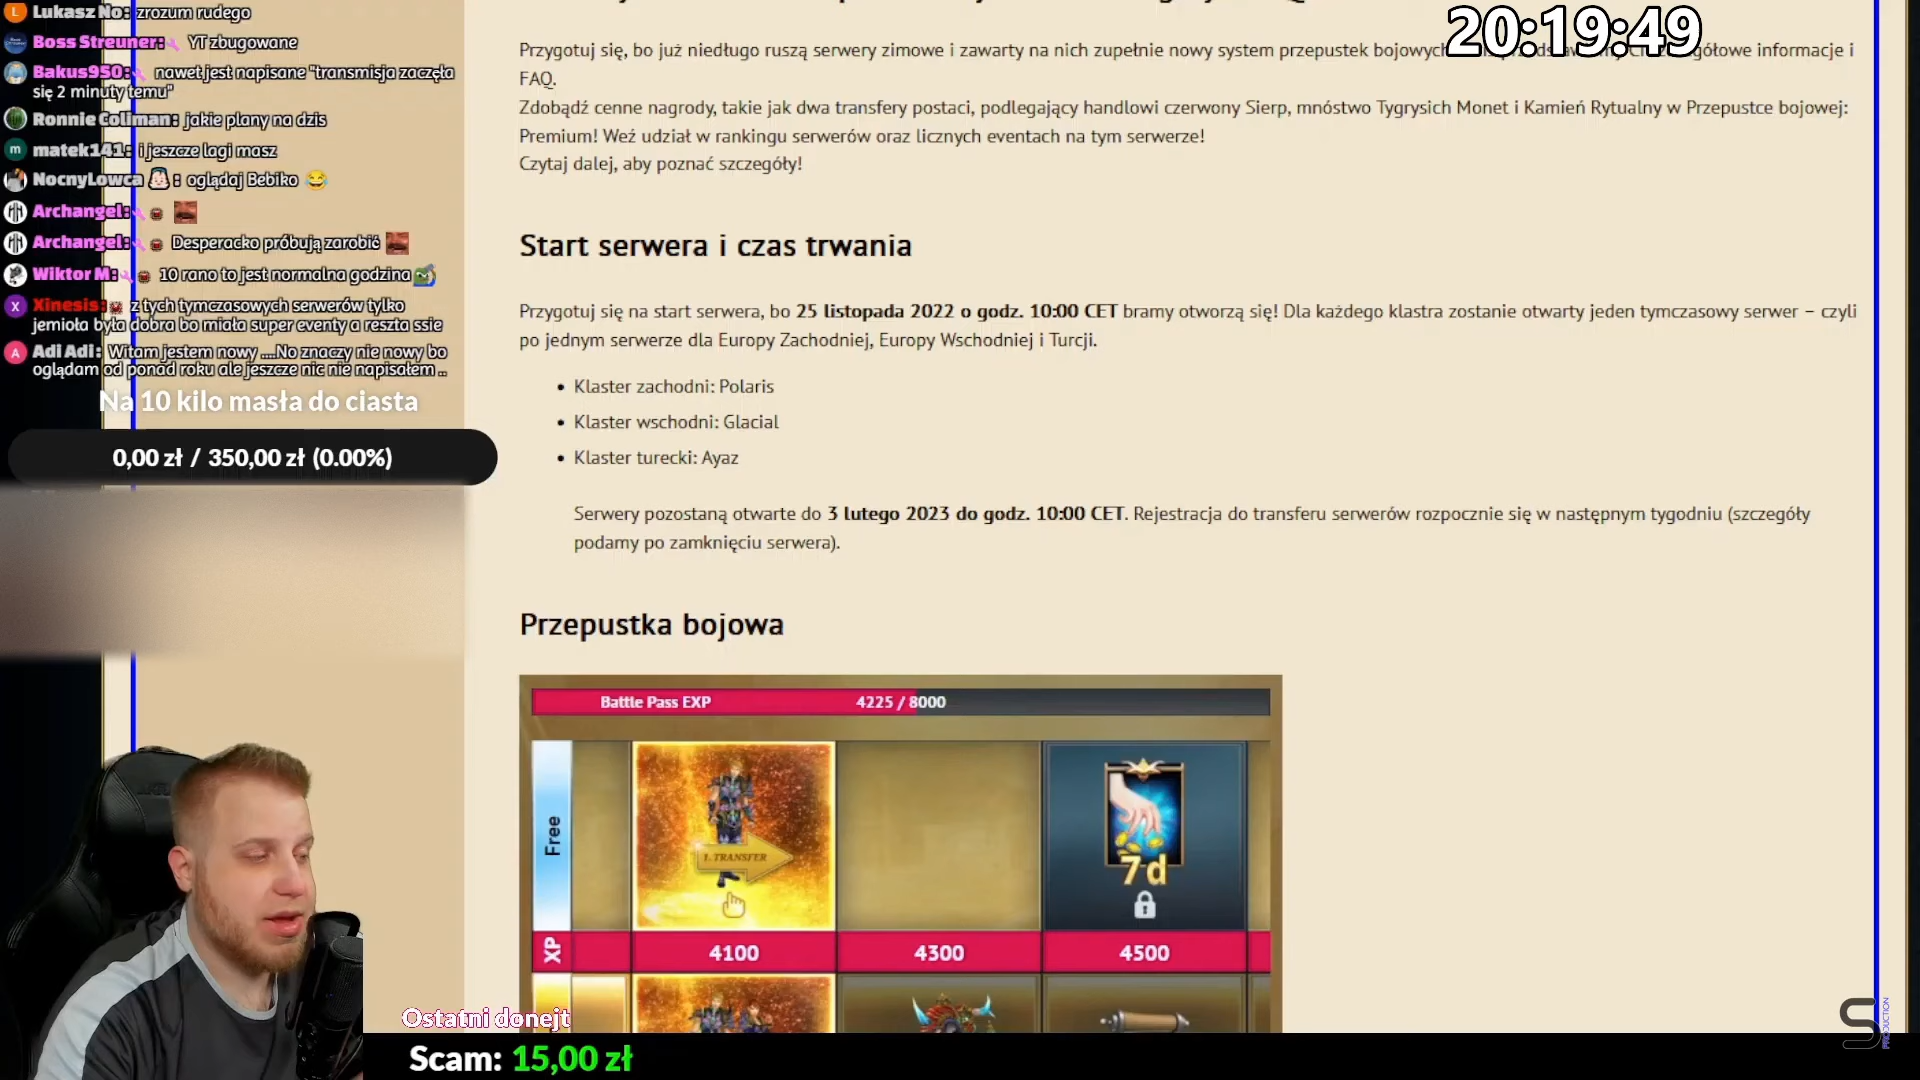 Lukasz No: zrozum rudego
Boss Streuner: YT zbugowane
Bakus950: nawet jest napisane "transmisja zaczęła
się 2 minuty temu"
Ronnie Coliman: jakie plany na dzis
matek141: i jeszcze lagi masz
NocnyLowca : oglądaj Bebiko
Archangel:
Archangel: Desperacko próbują zarobić
Wiktor M: 10 rano to jest normalna godzina
Xinesis: z tych tymczasowych serwerów tylko
jemioła była dobra bo miała super eventy a reszta ssie
Adi Adi: Witam jestem nowy ....No znaczy nie nowy bo
oglądam od ponad roku ale jeszcze nic nie napisałem ..
Na 10 kilo masła do ciasta
0,00 zł / 350,00 zł (0.00%)
20:19:49
Przygotuj się, bo już niedługo ruszą serwery zimowe i zawarty na nich zupełnie nowy system przepustek bojowych informacje i
FAQ.
Zdobądź cenne nagrody, takie jak dwa transfery postaci, podlegający handlowi czerwony Sierp, mnóstwo Tygrysich Monet i Kamień Rytualny w Przepustce bojowej:
Premium! Weź udział w rankingu serwerów oraz licznych eventach na tym serwerze!
Czytaj dalej, aby poznać szczegóły!
Start serwera i czas trwania
Przygotuj się na start serwera, bo 25 listopada 2022 o godz. 10:00 CET bramy otworzą się! Dla każdego klastra zostanie otwarty jeden tymczasowy serwer – czyli
po jednym serwerze dla Europy Zachodniej, Europy Wschodniej i Turcji.
• Klaster zachodni: Polaris
• Klaster wschodni: Glacial
• Klaster turecki: Ayaz
Serwery pozostaną otwarte do 3 lutego 2023 do godz. 10:00 CET. Rejestracja do transferu serwerów rozpocznie się w następnym tygodniu (szczegóły
podamy po zamknięciu serwera).
Przepustka bojowa
Battle Pass EXP 4225 / 8000
Free
1. TRANSFER
7d
XP
4100 4300 4500
Ostatni donejt
Scam: 15,00 zł
S PRODUCTION